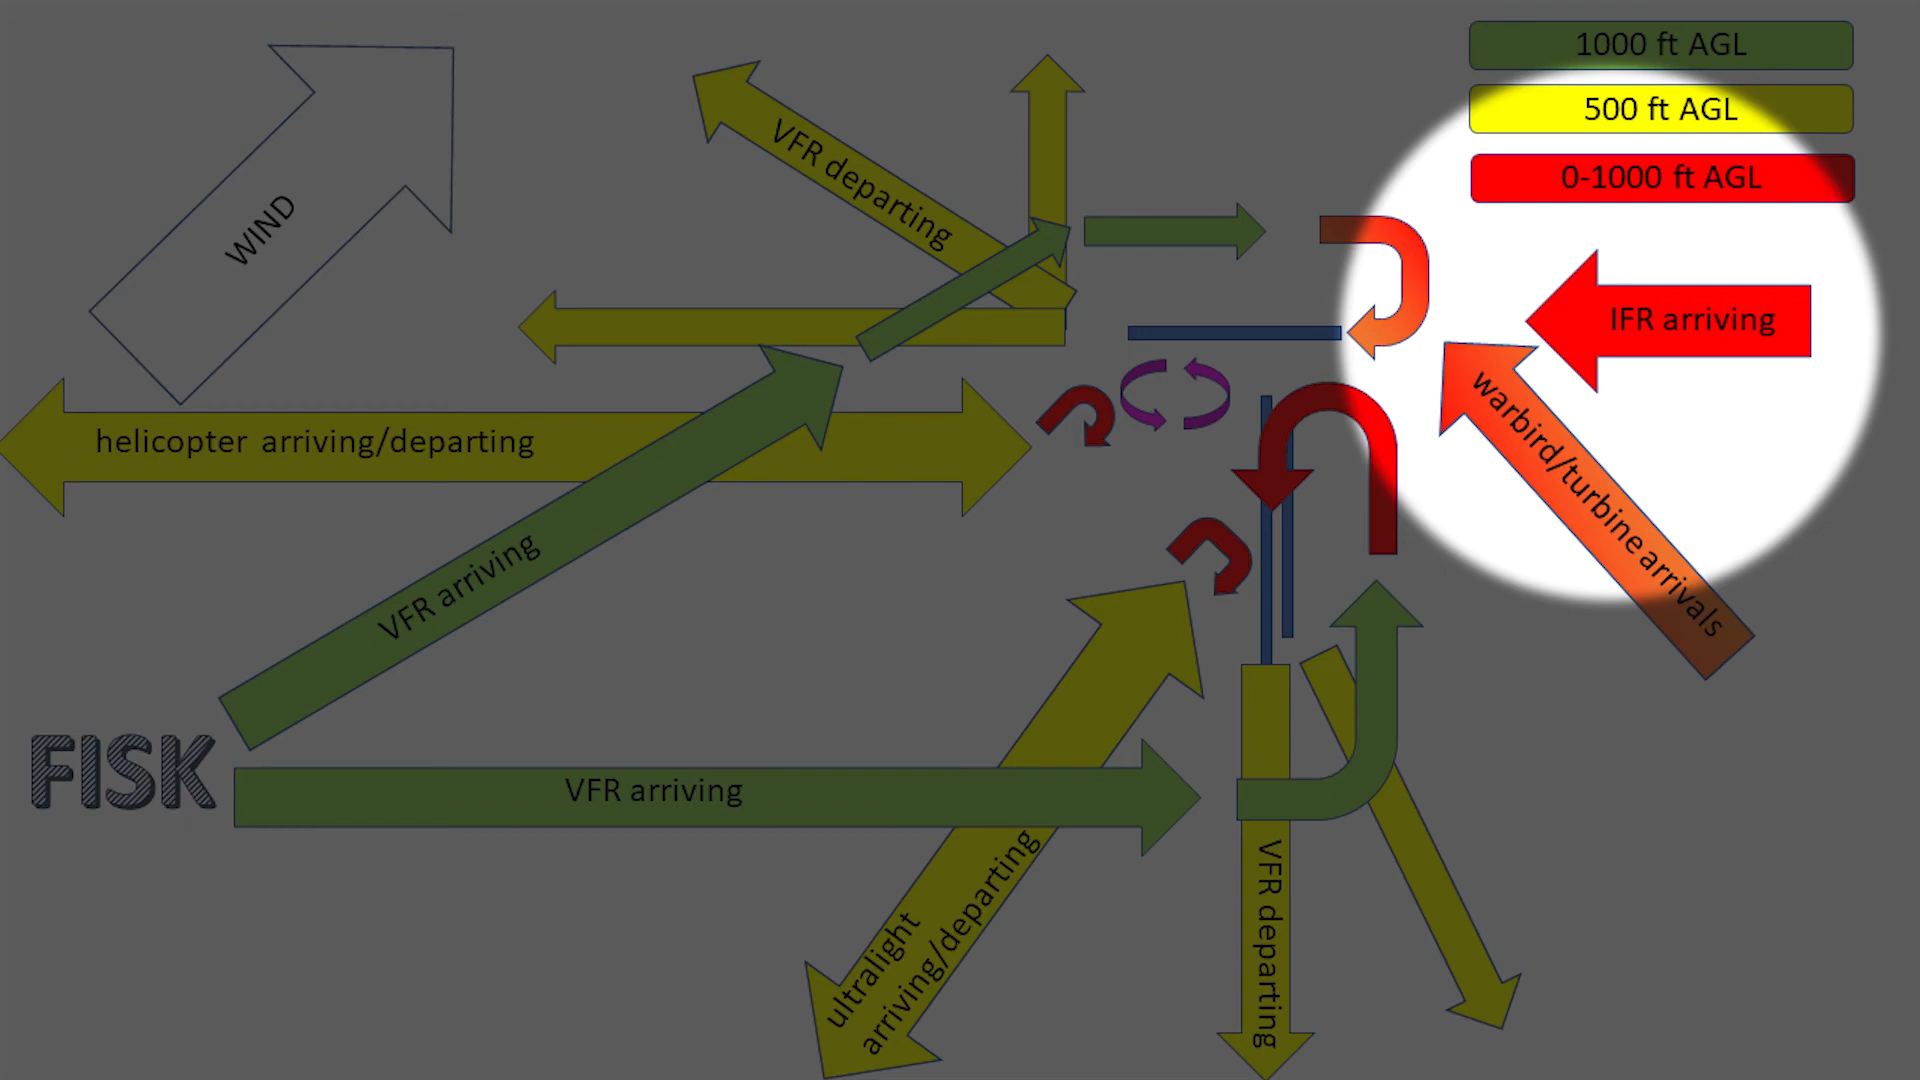 1000 ft AGL
500 ft AGL
0-1000 ft AGL
VFR departing
WIND
IFR arriving
helicopter arriving/departing
warbird/turbine arrivals
VFR arriving
FISK
VFR arriving
ultralight
arriving/departing
VFR departing